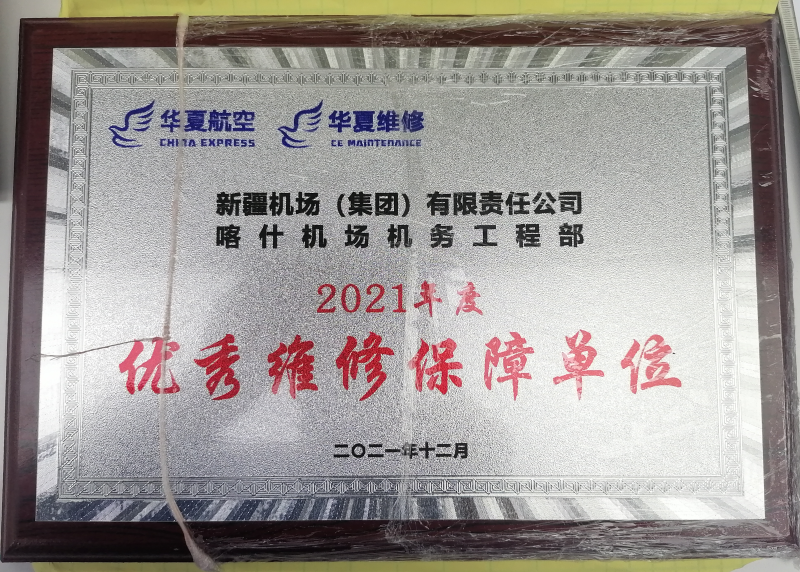 华夏航空 华夏维修
CHINA EXPRESS CE MAINTENANCE
新疆机场（集团）有限责任公司
喀什机场机务工程部
2021年度
优秀维修保障单位
二〇二一年十二月